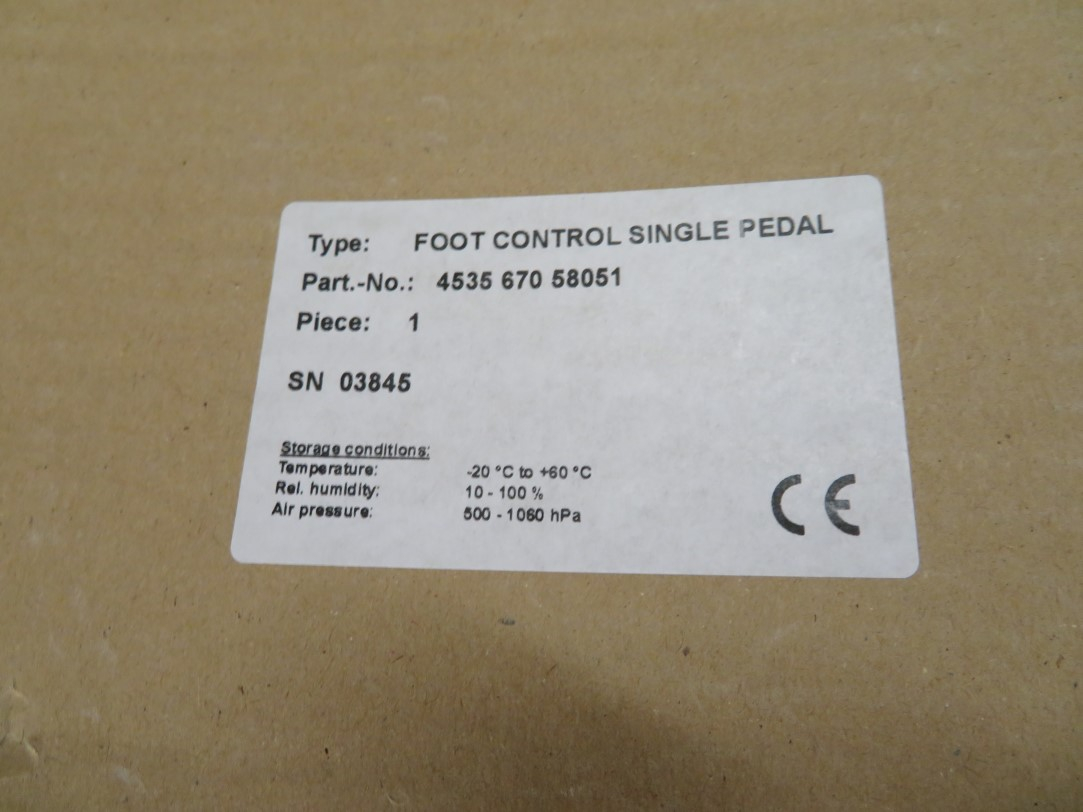 Type: FOOT CONTROL SINGLE PEDAL
Part.-No.: 4535 670 58051
Piece: 1
SN 03845
Storage conditions:
Temperature: -20 °C to +60 °C
Rel. humidity: 10 - 100 %
Air pressure: 500 - 1060 hPa
CE